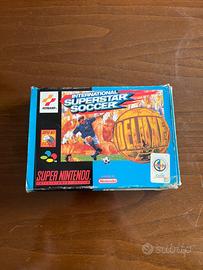 KONAMI
INTERNATIONAL
SUPERSTAR
SOCCER
DELUXE
SUPER NINTENDO
Nintendo
subito